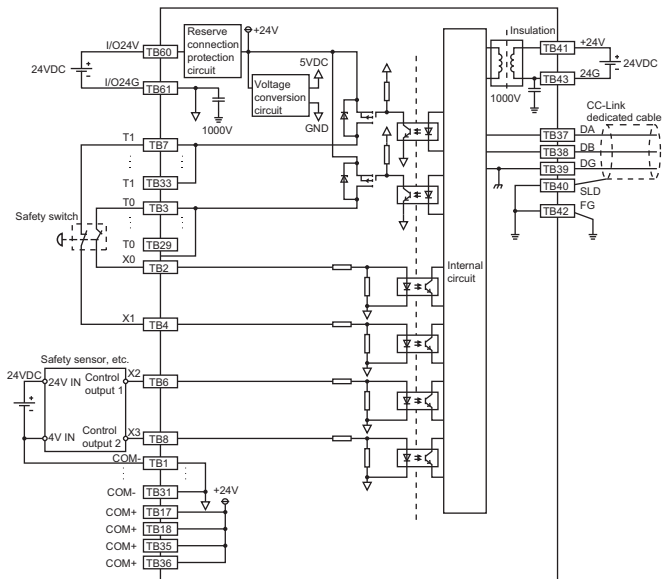 Reserve
connection
protection
circuit
+24V
I/O24V
TB60
24VDC
+
-
I/O24G
TB61
1000V
5VDC
Voltage
conversion
circuit
GND
T1
TB7
T1
TB33
T0
TB3
Safety switch
T0
TB29
X0
TB2
X1
TB4
Safety sensor, etc.
24VDC
+
-
24V IN
Control
output 1
X2
TB6
4V IN
Control
output 2
X3
TB8
COM-
TB1
COM-
TB31
+24V
COM+
TB17
COM+
TB18
COM+
TB35
COM+
TB36
Internal
circuit
Insulation
1000V
TB41
+24V
+
-
24VDC
TB43
24G
CC-Link
dedicated cable
TB37
DA
TB38
DB
TB39
DG
TB40
SLD
TB42
FG